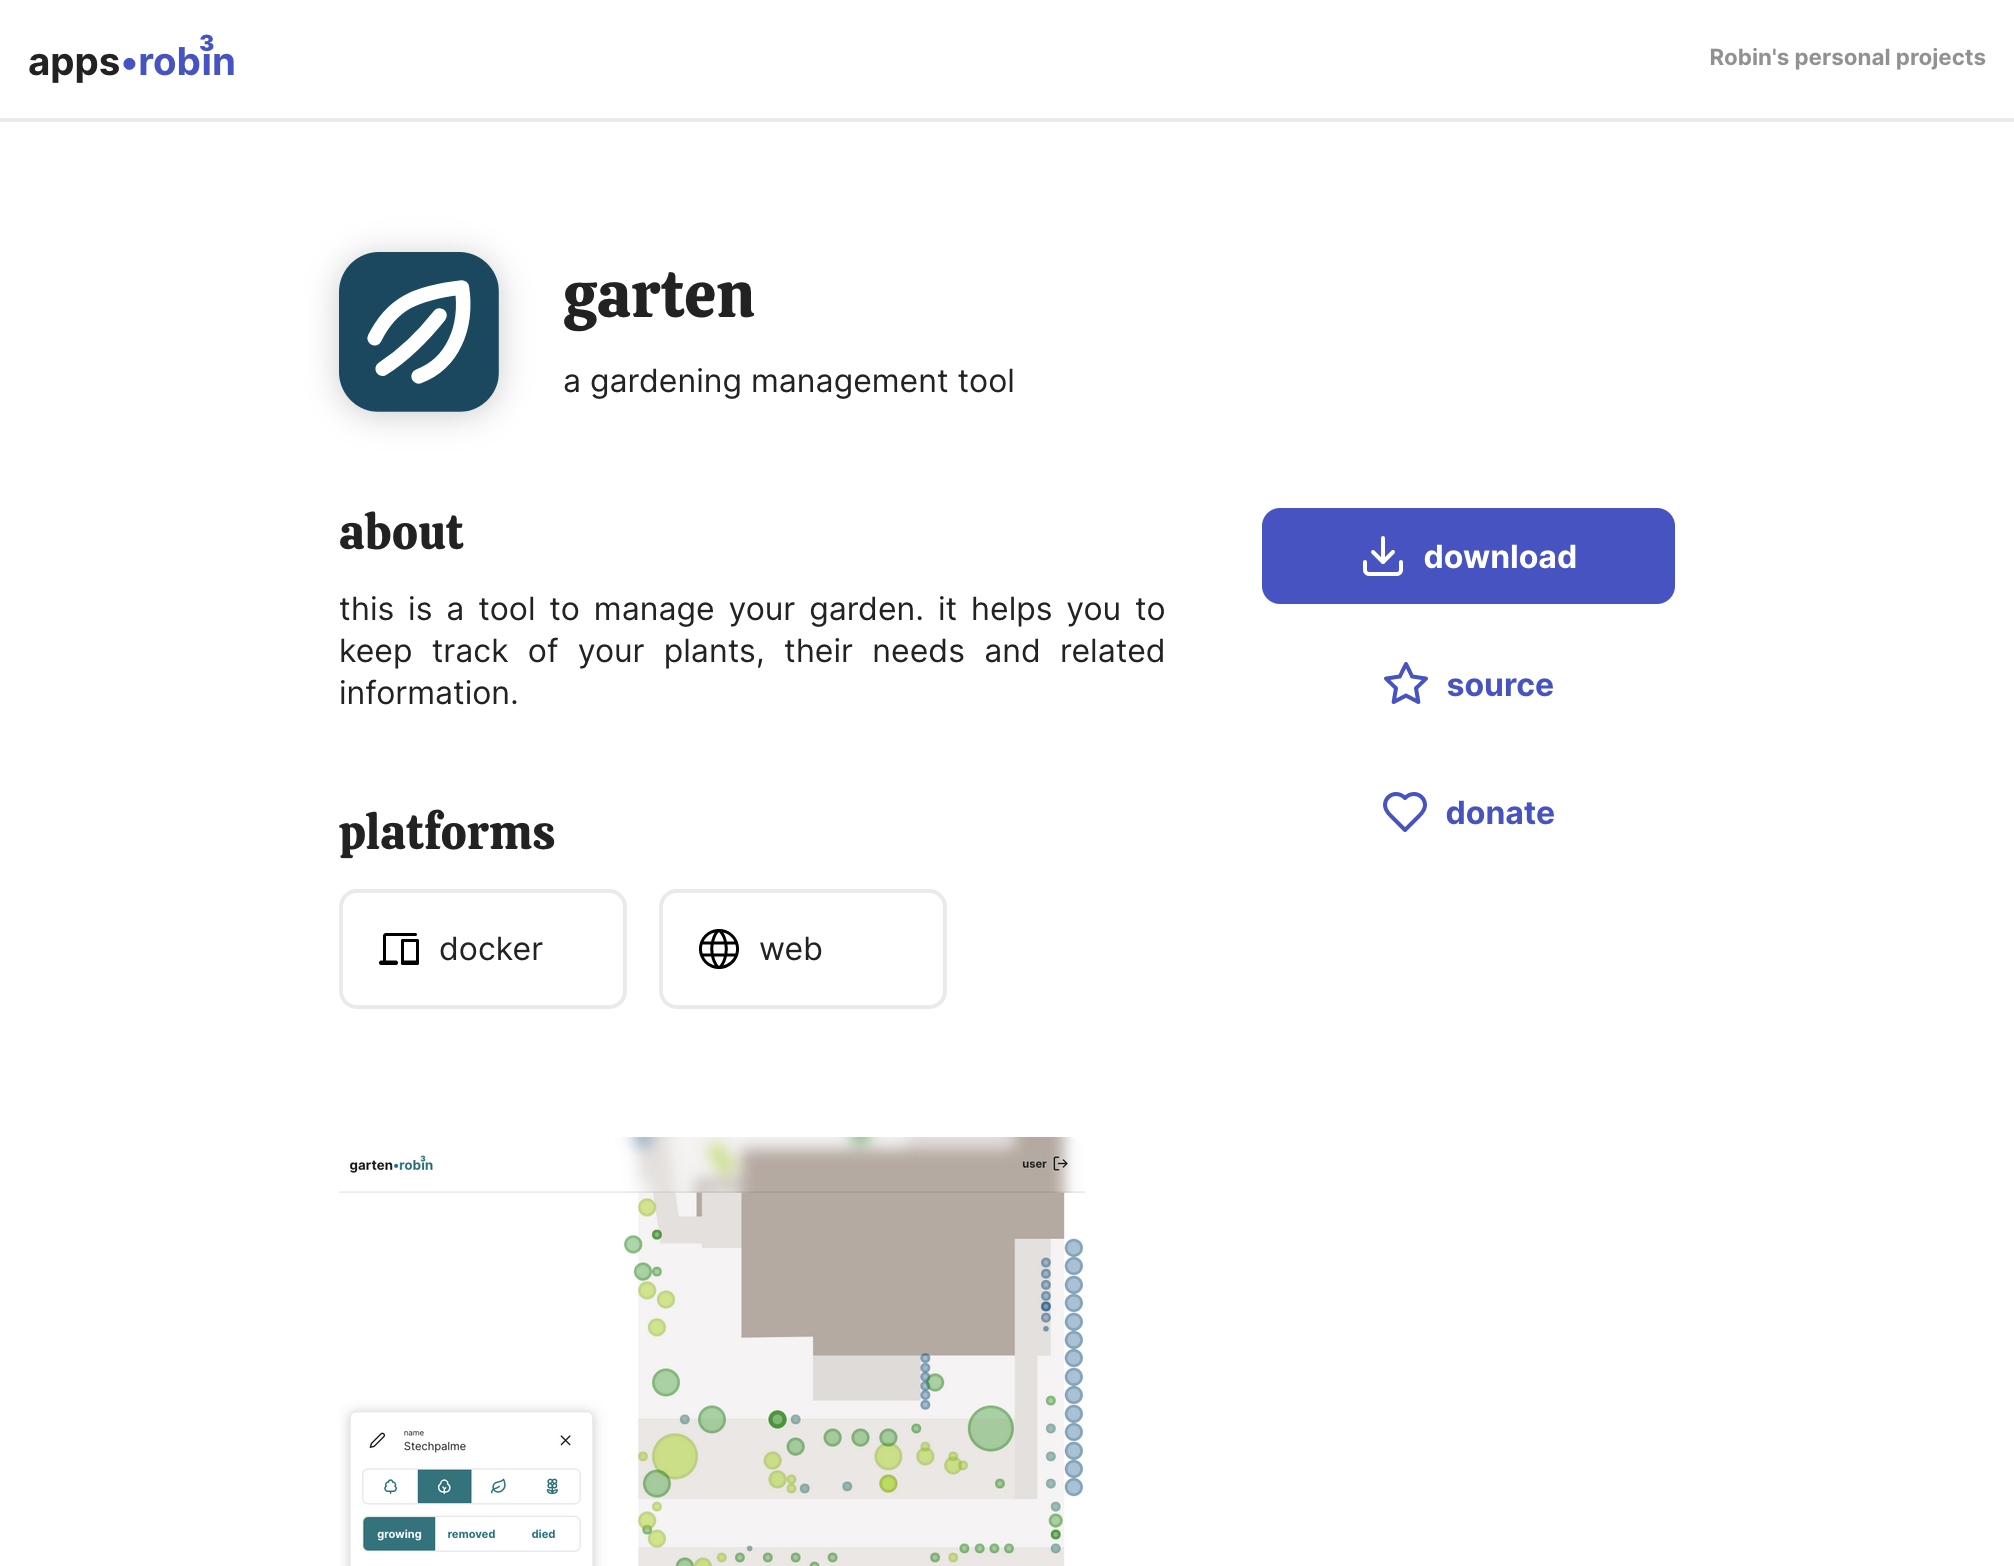 apps•robin³
Robin's personal projects
garten
a gardening management tool
about
this is a tool to manage your garden. it helps you to
keep track of your plants, their needs and related
information.
download
source
donate
platforms
docker
web
garten•robin³
user
name
Stechpalme
growing removed died